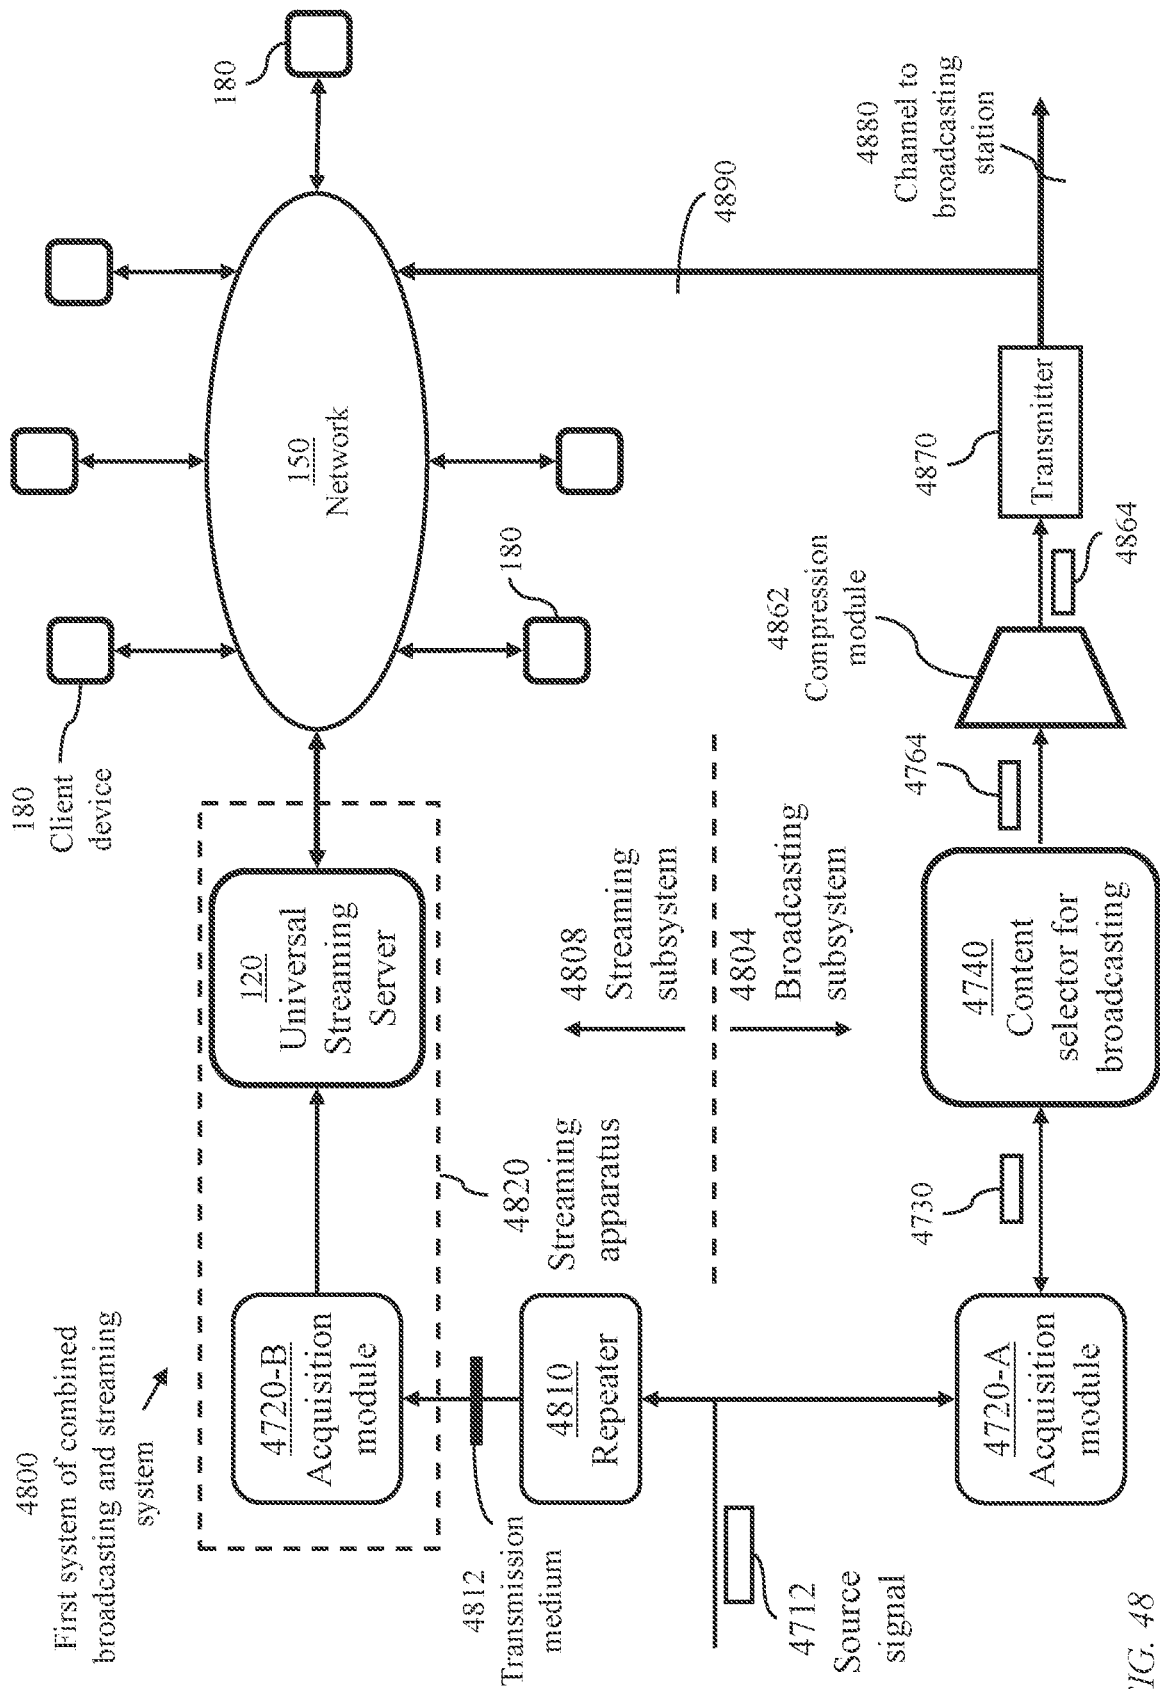 4800
First system of combined
broadcasting and streaming
system
180
Client
device
180
180
150
Network
120
Universal
Streaming
Server
4720-B
Acquisition
module
4820
Streaming
apparatus
4812
Transmission
medium
4810
Repeater
4808
Streaming
subsystem
4804
Broadcasting
subsystem
4890
4880
Channel to
broadcasting
station
4712
Source
signal
4720-A
Acquisition
module
4730
4740
Content
selector for
broadcasting
4764
4862
Compression
module
4864
4870
Transmitter
FIG. 48